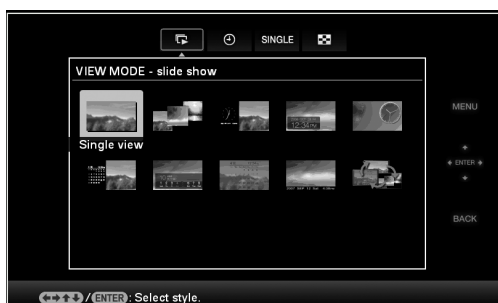 SINGLE
VIEW MODE - slide show
MENU
Single view
ENTER
BACK
/ ENTER : Select style.